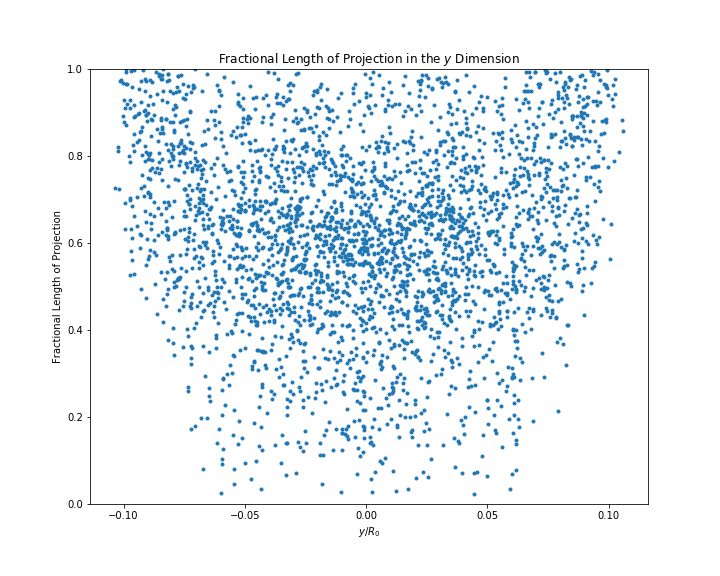 Fractional Length of Projection in the y Dimension
1.0
0.8
0.6
0.4
0.2
0.0
Fractional Length of Projection
−0.10 −0.05 0.00 0.05 0.10
y/R₀